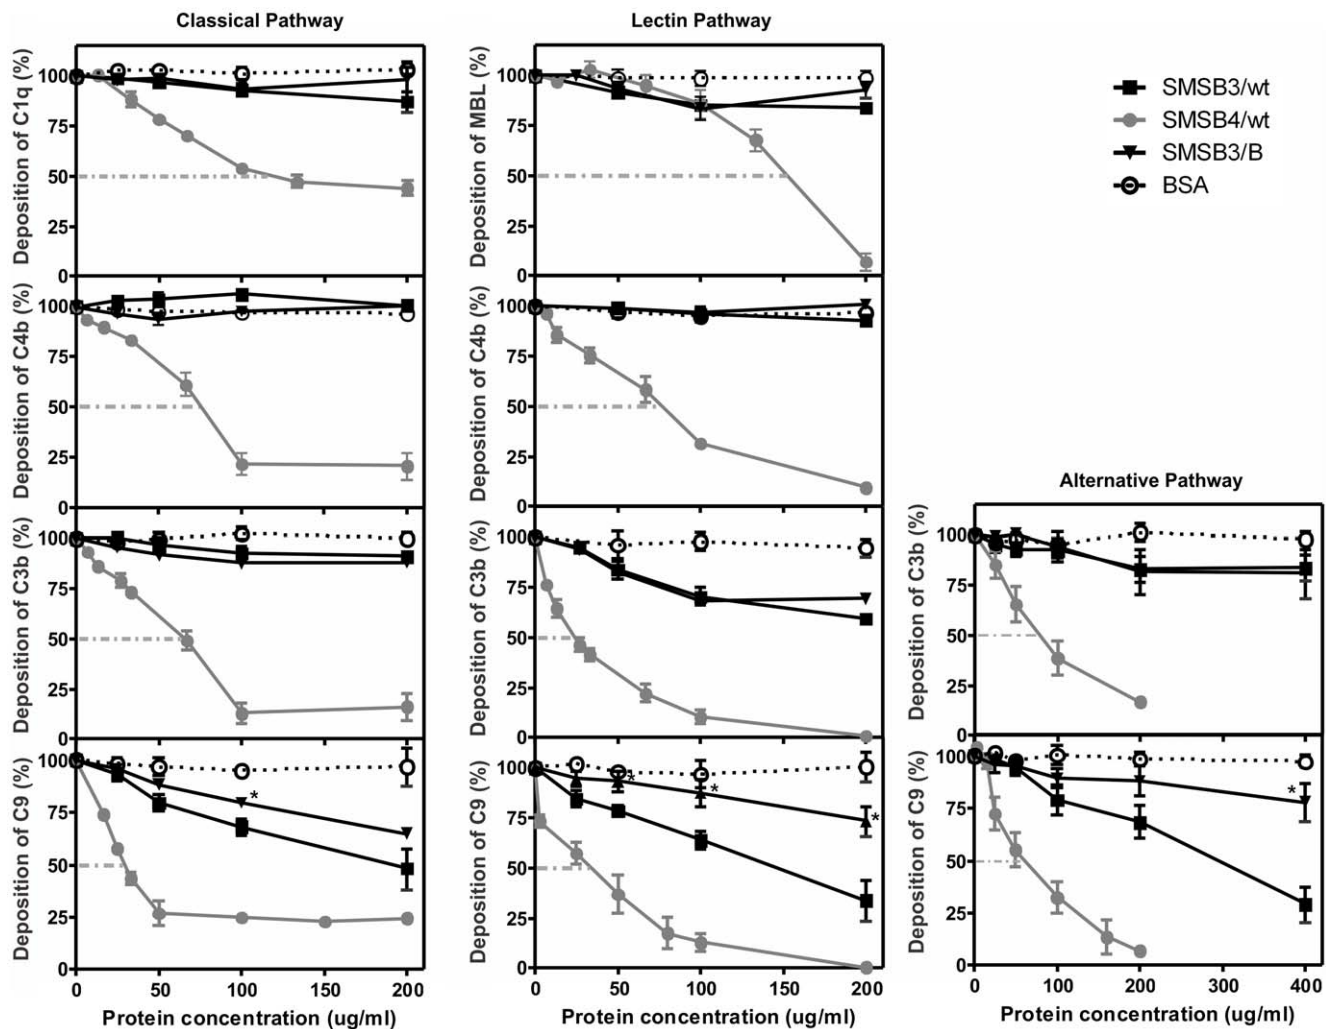 Classical Pathway
Lectin Pathway
SMSB3/wt
SMSB4/wt
SMSB3/B
BSA
Deposition of C1q (%)
100
75
50
25
0
Deposition of MBL (%)
100
75
50
25
0
Deposition of C4b (%)
100
75
50
25
0
Deposition of C4b (%)
100
75
50
25
0
Alternative Pathway
Deposition of C3b (%)
100
75
50
25
0
Deposition of C3b (%)
100
75
50
25
0
Deposition of C3b (%)
100
75
50
25
0
Deposition of C9 (%)
100
75
50
25
0
*
0 50 100 150 200
Protein concentration (ug/ml)
Deposition of C9 (%)
100
75
50
25
0
* * *
0 50 100 150 200
Protein concentration (ug/ml)
Deposition of C9 (%)
100
75
50
25
0
*
0 100 200 300 400
Protein concentration (ug/ml)